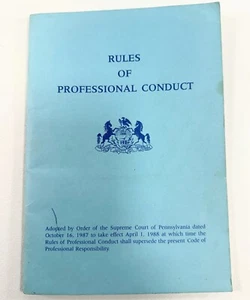 RULES
OF
PROFESSIONAL CONDUCT
Adopted by Order of the Supreme Court of Pennsylvania dated
October 16, 1987 to take effect April 1, 1988 at which time the
Rules of Professional Conduct shall supersede the present Code of
Professional Responsibility.